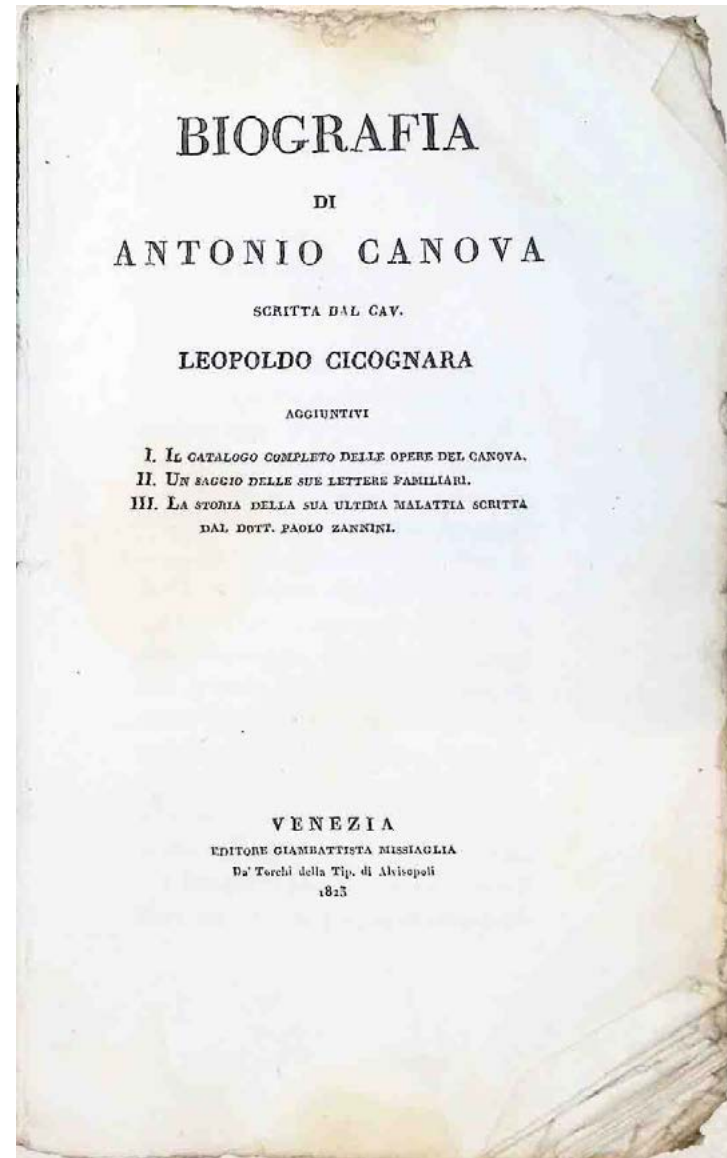 BIOGRAFIA
DI
ANTONIO CANOVA
SCRITTA DAL CAV.
LEOPOLDO CICOGNARA
AGGIUNTIVI
I. IL CATALOGO COMPLETO DELLE OPERE DEL CANOVA.
II. UN SAGGIO DELLE SUE LETTERE FAMILIARI.
III. LA STORIA DELLA SUA ULTIMA MALATTIA SCRITTA
DAL DOTT. PAOLO ZANNINI.
VENEZIA
EDITORE GIAMBATTISTA MISSIAGLIA
Da' Torchi della Tip. di Alvisopoli
1823